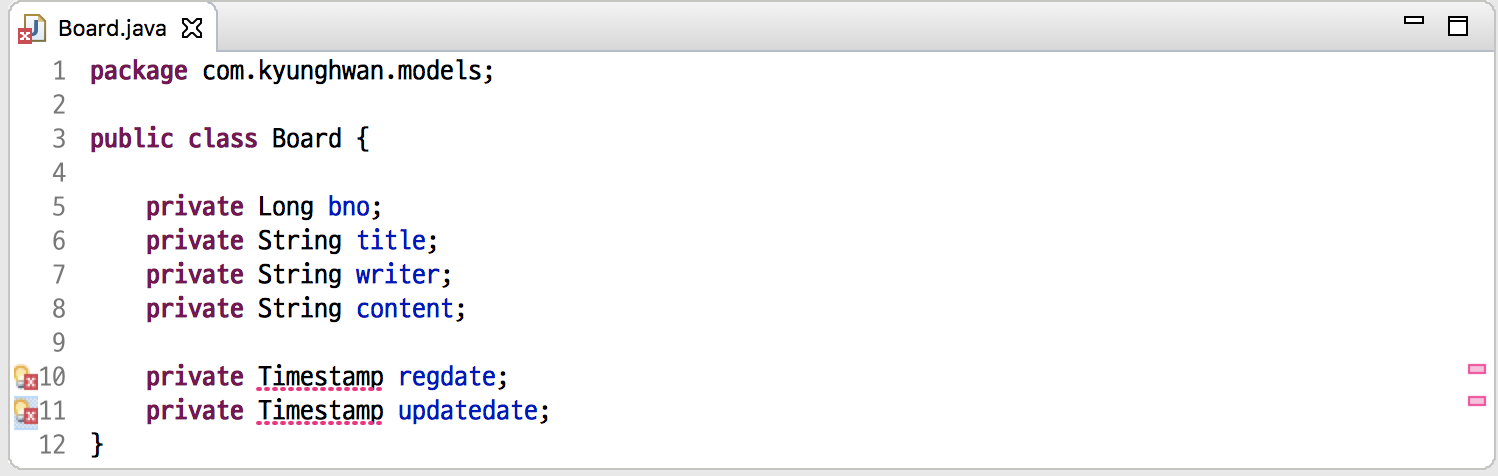 Board.java
1 package com.kyunghwan.models;
2
3 public class Board {
4
5     private Long bno;
6     private String title;
7     private String writer;
8     private String content;
9
10     private Timestamp regdate;
11     private Timestamp updatedate;
12 }